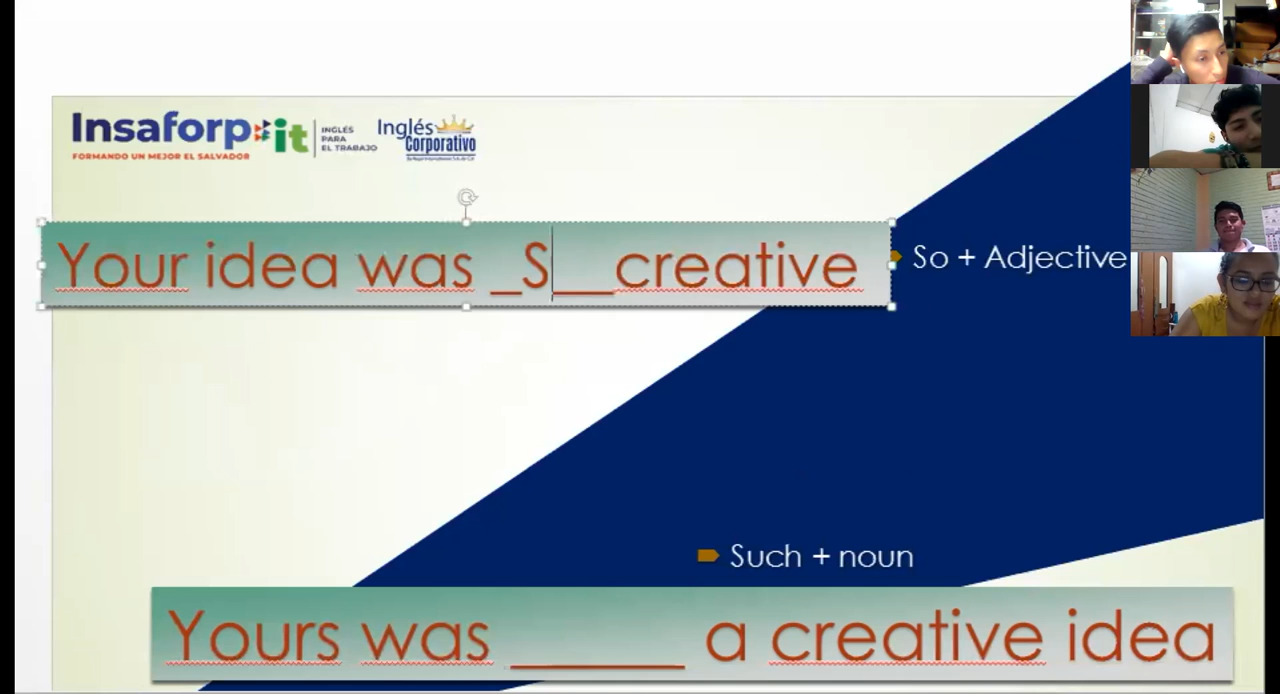 Insaforp it
INGLÉS
PARA
EL TRABAJO
Inglés
Corporativo
FORMANDO UN MEJOR EL SALVADOR
Your idea was _S___creative
So + Adjective
Such + noun
Yours was ______ a creative idea